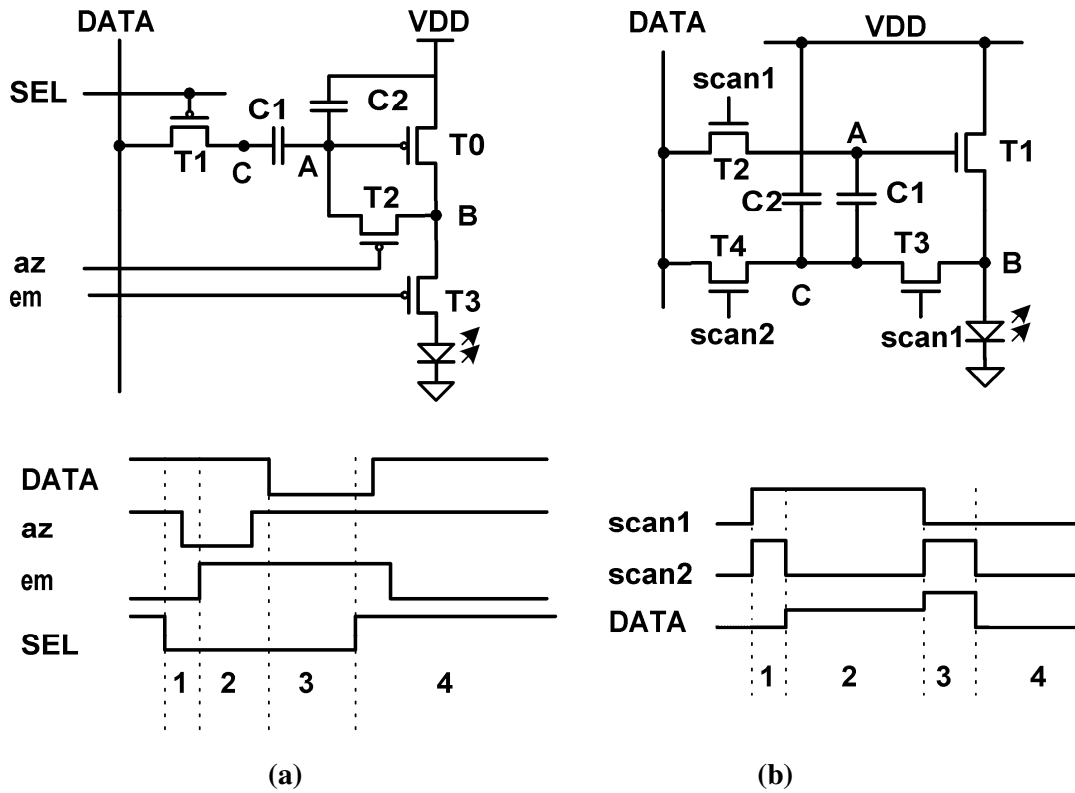 DATA
VDD
SEL
C1
C2
T1
C
A
T0
T2
B
az
em
T3
DATA
az
em
SEL
1 2 3 4
(a)
DATA
VDD
scan1
A
T2
T1
C2
C1
T4
T3
C
B
scan2
scan1
scan1
scan2
DATA
1 2 3 4
(b)